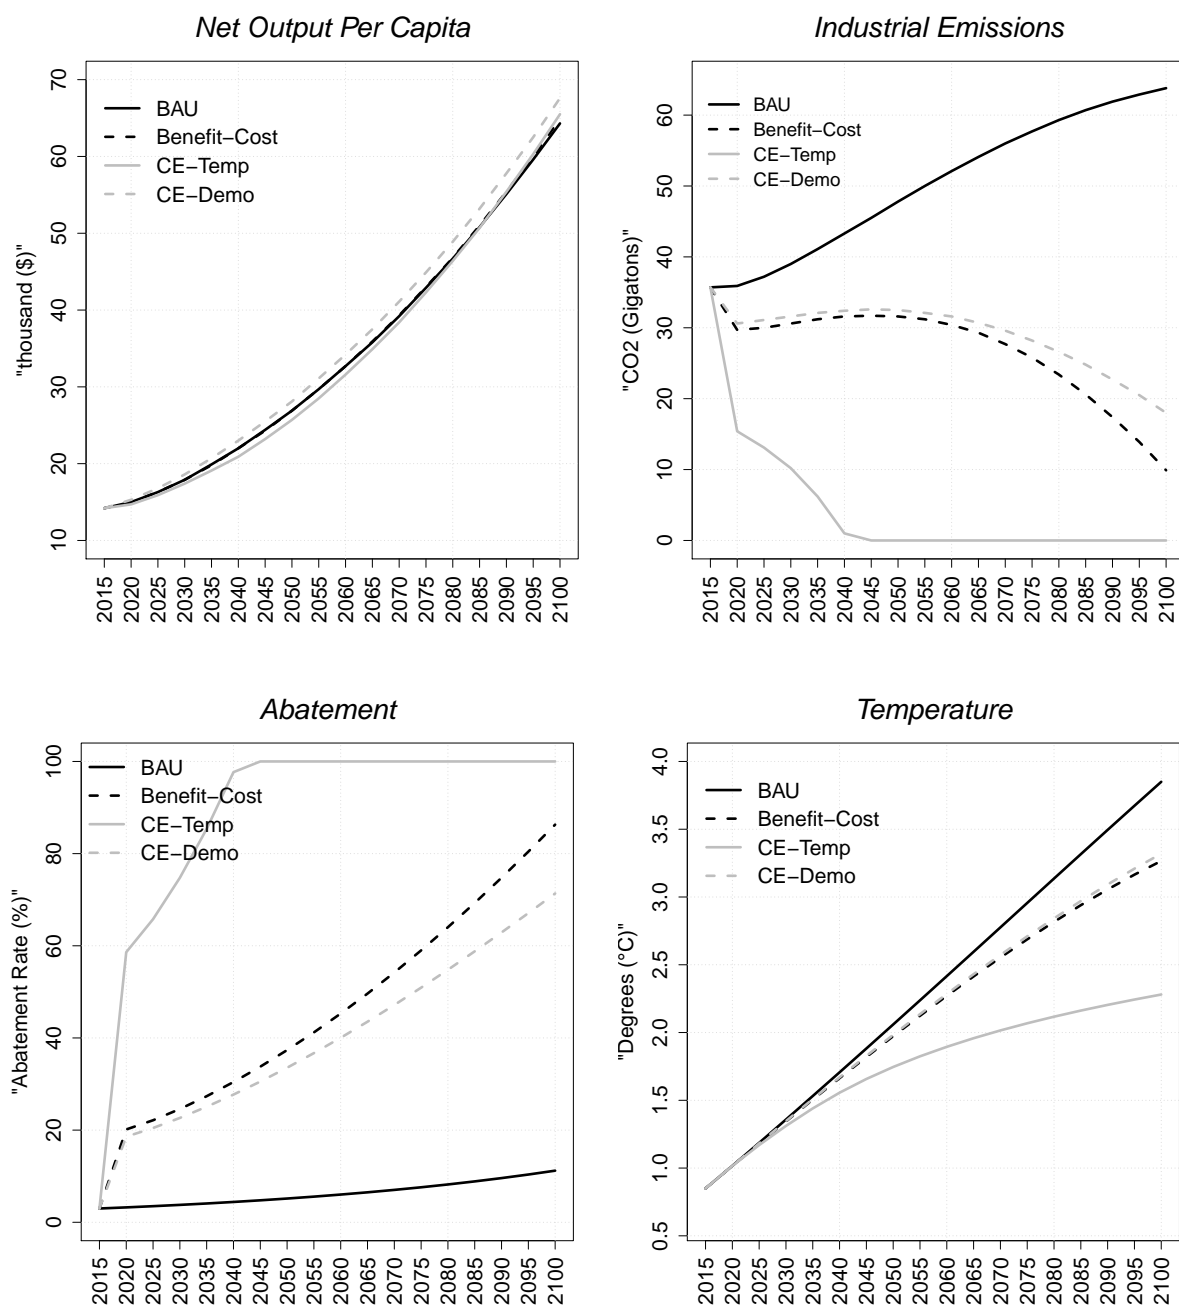 Net Output Per Capita
"thousand ($)"
70
60
50
40
30
20
10
BAU
Benefit−Cost
CE−Temp
CE−Demo
2015 2020 2025 2030 2035 2040 2045 2050 2055 2060 2065 2070 2075 2080 2085 2090 2095 2100
Industrial Emissions
"CO2 (Gigatons)"
60
50
40
30
20
10
0
BAU
Benefit−Cost
CE−Temp
CE−Demo
2015 2020 2025 2030 2035 2040 2045 2050 2055 2060 2065 2070 2075 2080 2085 2090 2095 2100
Abatement
"Abatement Rate (%)"
100
80
60
40
20
0
BAU
Benefit−Cost
CE−Temp
CE−Demo
2015 2020 2025 2030 2035 2040 2045 2050 2055 2060 2065 2070 2075 2080 2085 2090 2095 2100
Temperature
"Degrees (°C)"
4.0
3.5
3.0
2.5
2.0
1.5
1.0
0.5
BAU
Benefit−Cost
CE−Temp
CE−Demo
2015 2020 2025 2030 2035 2040 2045 2050 2055 2060 2065 2070 2075 2080 2085 2090 2095 2100